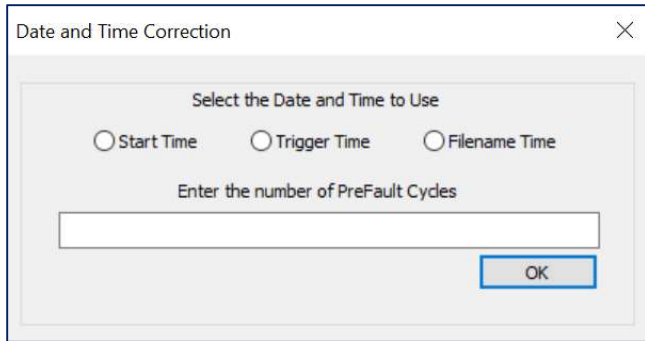 Date and Time Correction
Select the Date and Time to Use
Start Time Trigger Time Filename Time
Enter the number of PreFault Cycles
OK